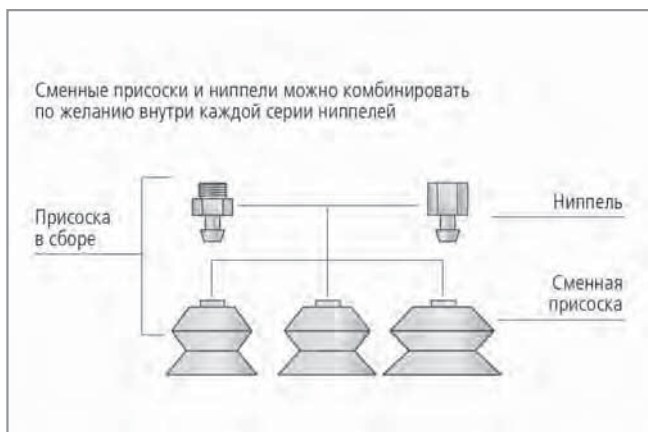 Сменные присоски и ниппели можно комбинировать
по желанию внутри каждой серии ниппелей
Присоска
в сборе
Ниппель
Сменная
присоска